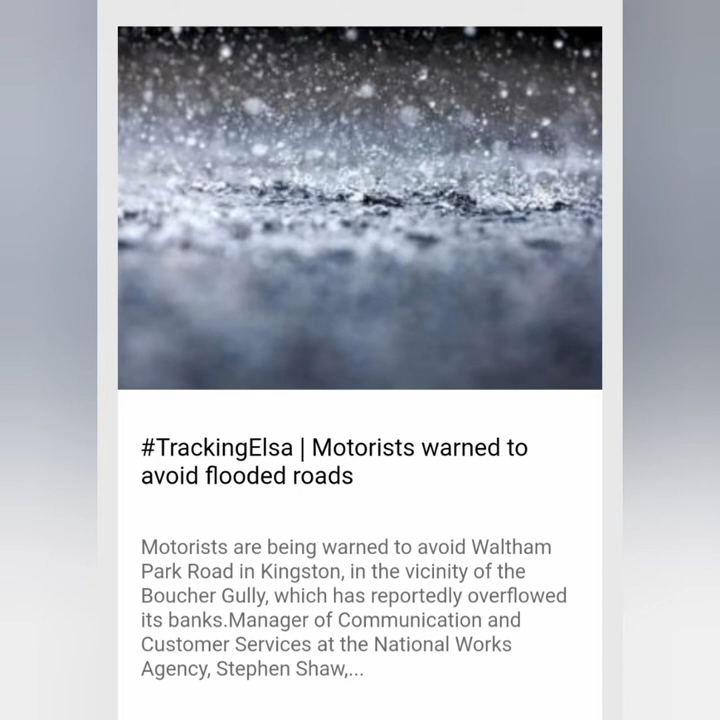 #TrackingElsa | Motorists warned to
avoid flooded roads
Motorists are being warned to avoid Waltham
Park Road in Kingston, in the vicinity of the
Boucher Gully, which has reportedly overflowed
its banks.Manager of Communication and
Customer Services at the National Works
Agency, Stephen Shaw,...